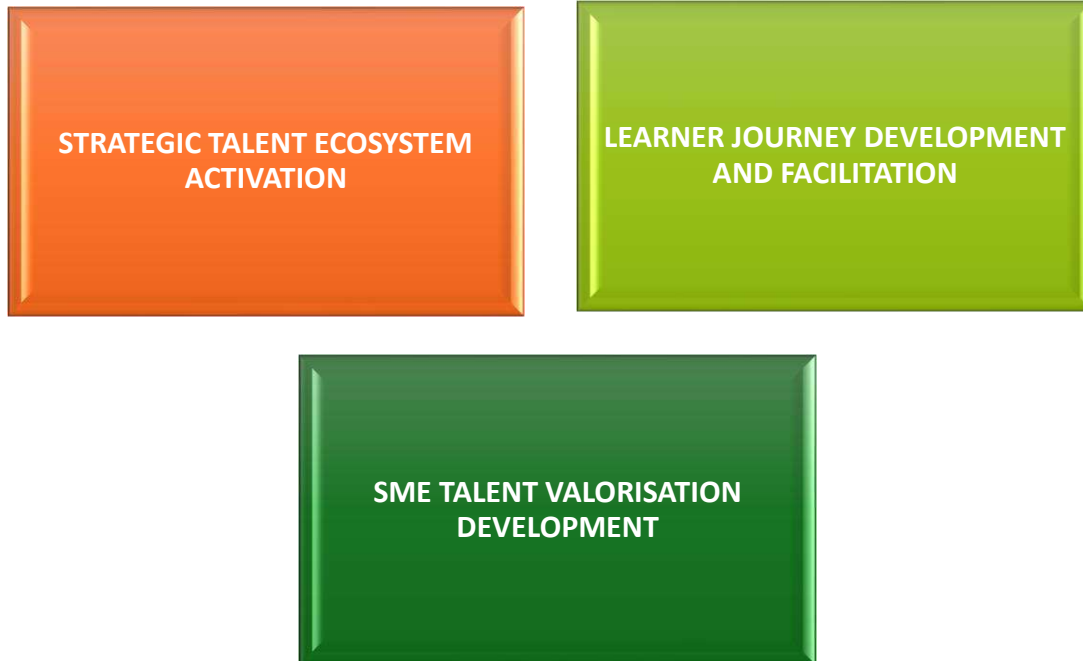 STRATEGIC TALENT ECOSYSTEM
ACTIVATION
LEARNER JOURNEY DEVELOPMENT
AND FACILITATION
SME TALENT VALORISATION
DEVELOPMENT